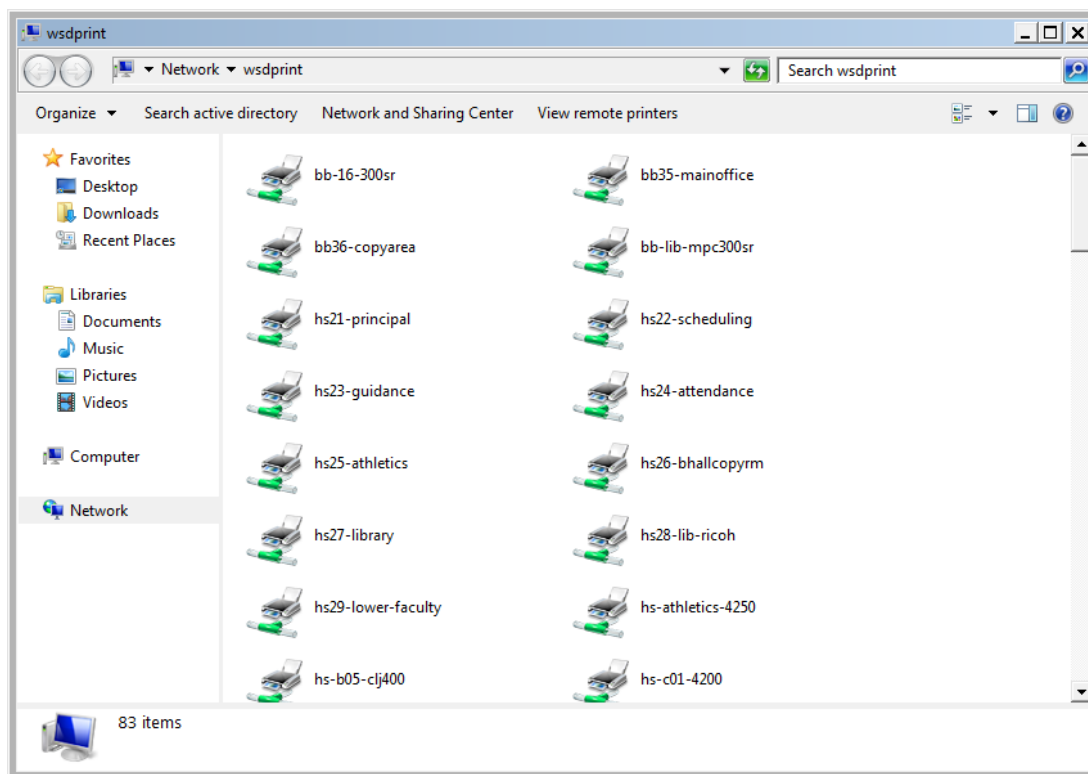 wsdprint
Network wsdprint Search wsdprint
Organize Search active directory Network and Sharing Center View remote printers
Favorites
Desktop
Downloads
Recent Places
Libraries
Documents
Music
Pictures
Videos
Computer
Network
bb-16-300sr bb35-mainoffice
bb36-copyarea bb-lib-mpc300sr
hs21-principal hs22-scheduling
hs23-guidance hs24-attendance
hs25-athletics hs26-bhallcopyrm
hs27-library hs28-lib-ricoh
hs29-lower-faculty hs-athletics-4250
hs-b05-clj400 hs-c01-4200
83 items